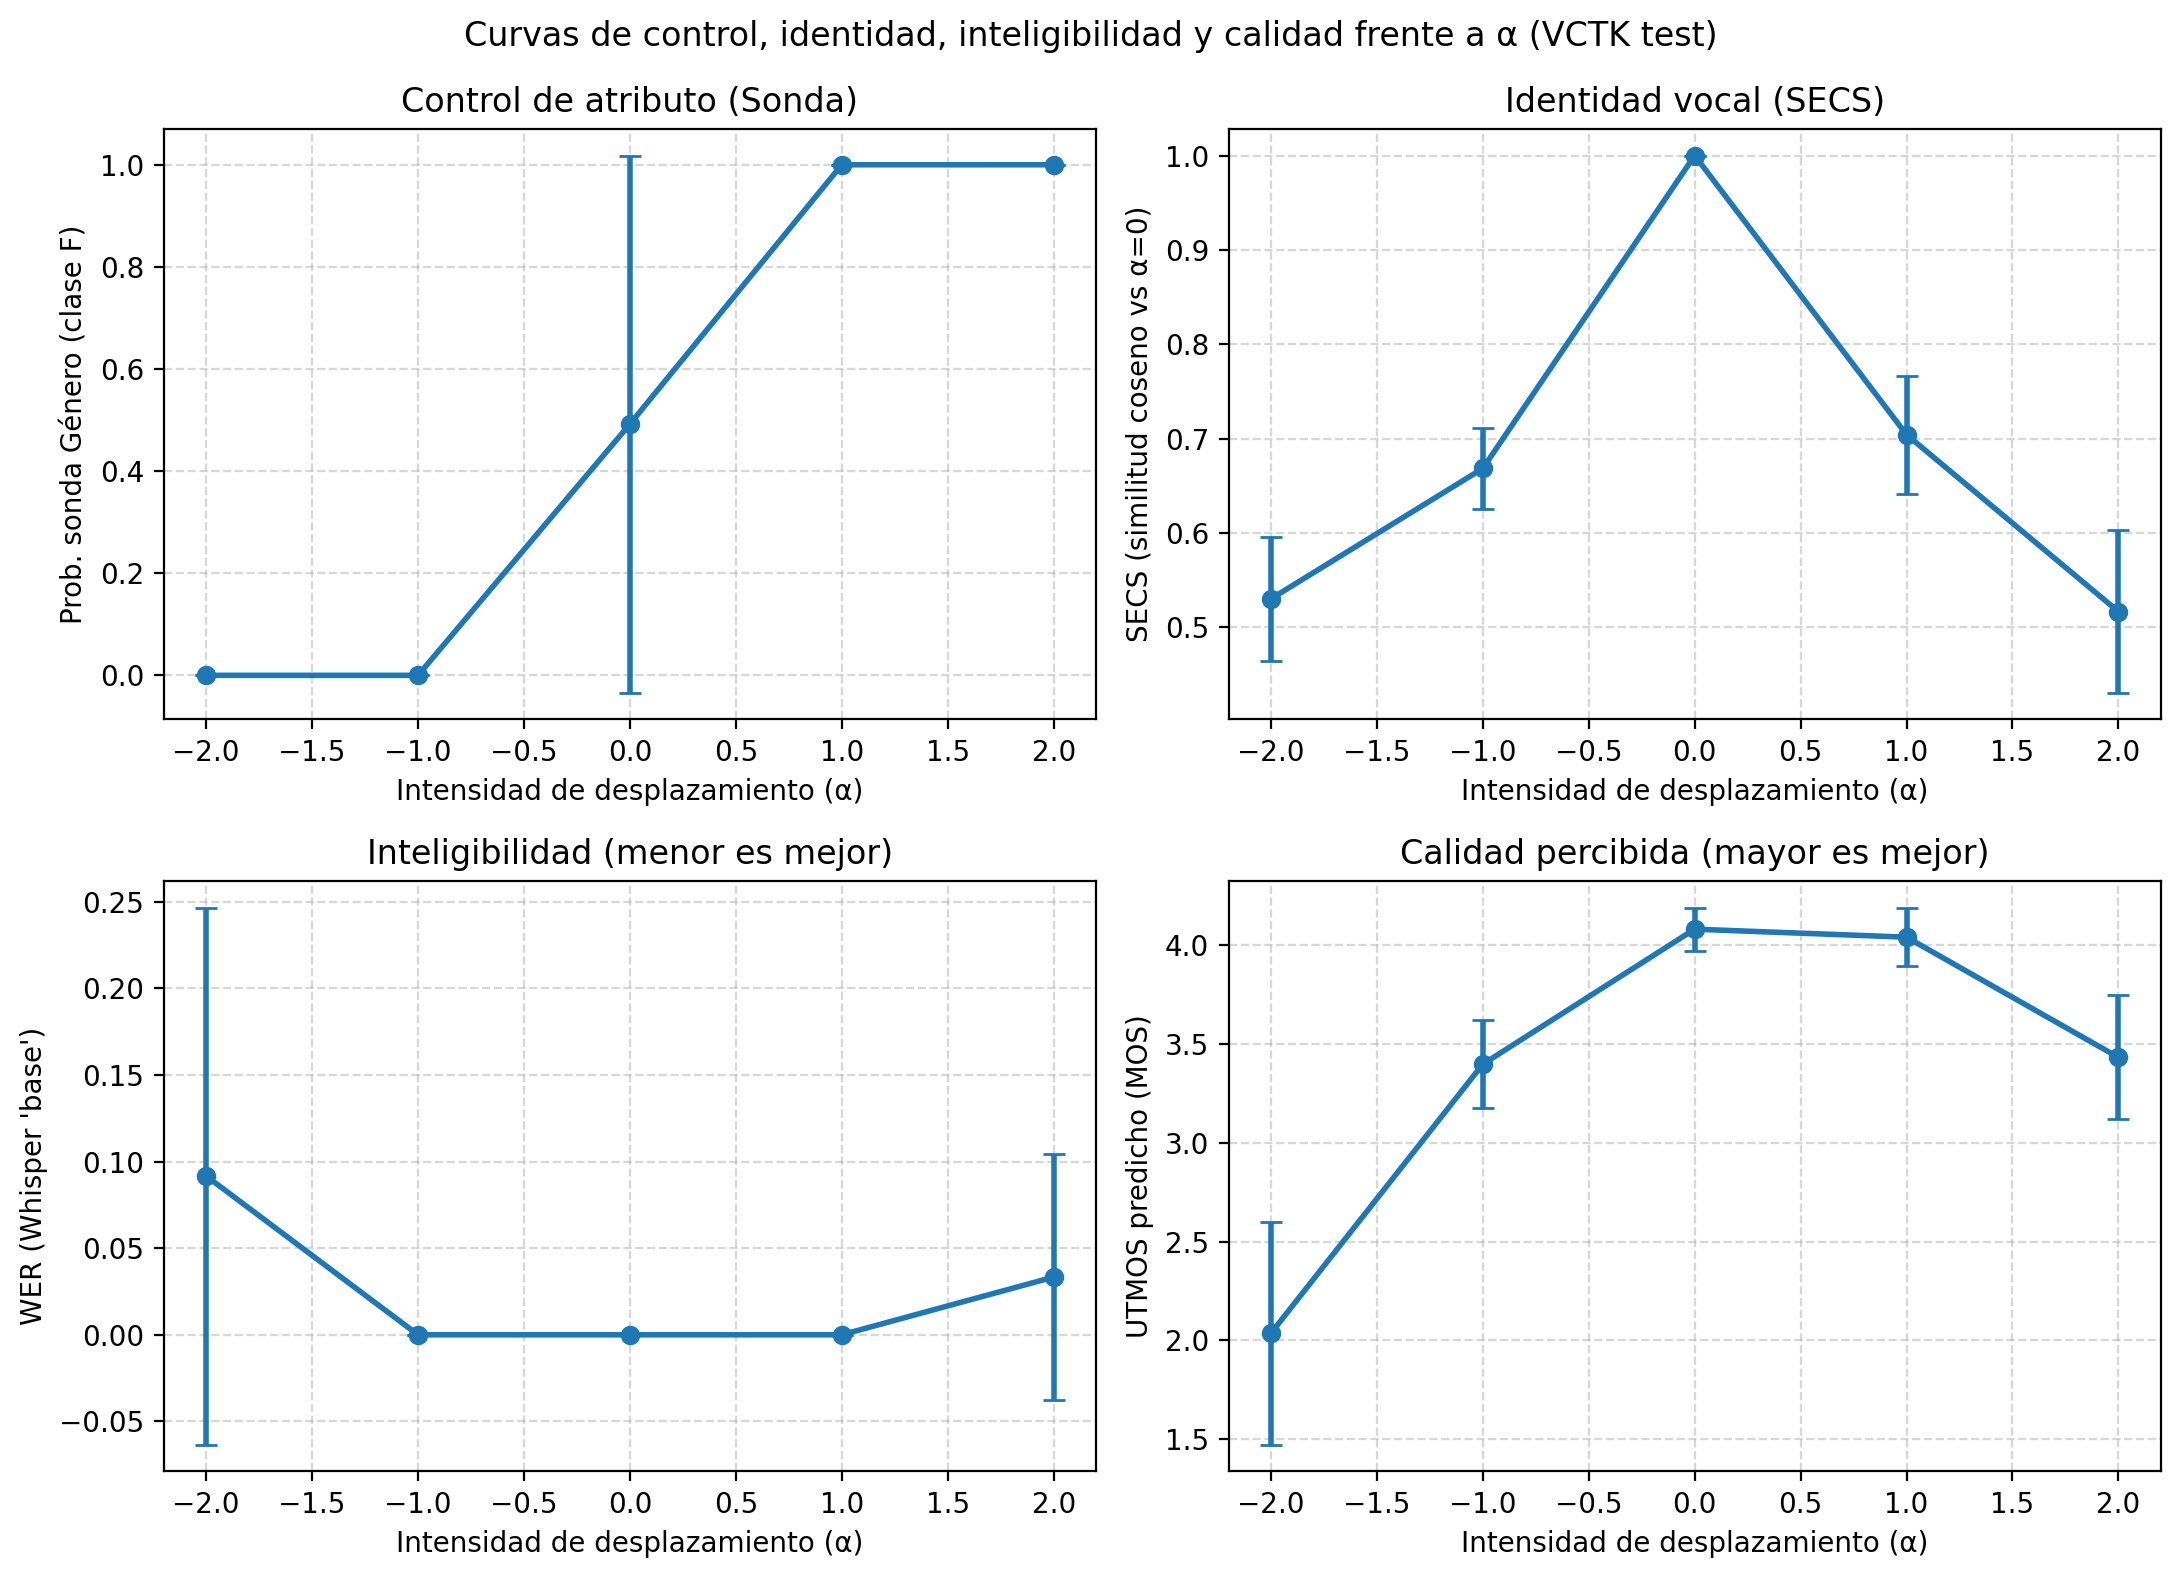 Curvas de control, identidad, inteligibilidad y calidad frente a α (VCTK test)
Control de atributo (Sonda)
Prob. sonda Género (clase F)
1.0
0.8
0.6
0.4
0.2
0.0
−2.0 −1.5 −1.0 −0.5 0.0 0.5 1.0 1.5 2.0
Intensidad de desplazamiento (α)
Identidad vocal (SECS)
SECS (similitud coseno vs α=0)
1.0
0.9
0.8
0.7
0.6
0.5
−2.0 −1.5 −1.0 −0.5 0.0 0.5 1.0 1.5 2.0
Intensidad de desplazamiento (α)
Inteligibilidad (menor es mejor)
WER (Whisper 'base')
0.25
0.20
0.15
0.10
0.05
0.00
−0.05
−2.0 −1.5 −1.0 −0.5 0.0 0.5 1.0 1.5 2.0
Intensidad de desplazamiento (α)
Calidad percibida (mayor es mejor)
UTMOS predicho (MOS)
4.0
3.5
3.0
2.5
2.0
1.5
−2.0 −1.5 −1.0 −0.5 0.0 0.5 1.0 1.5 2.0
Intensidad de desplazamiento (α)